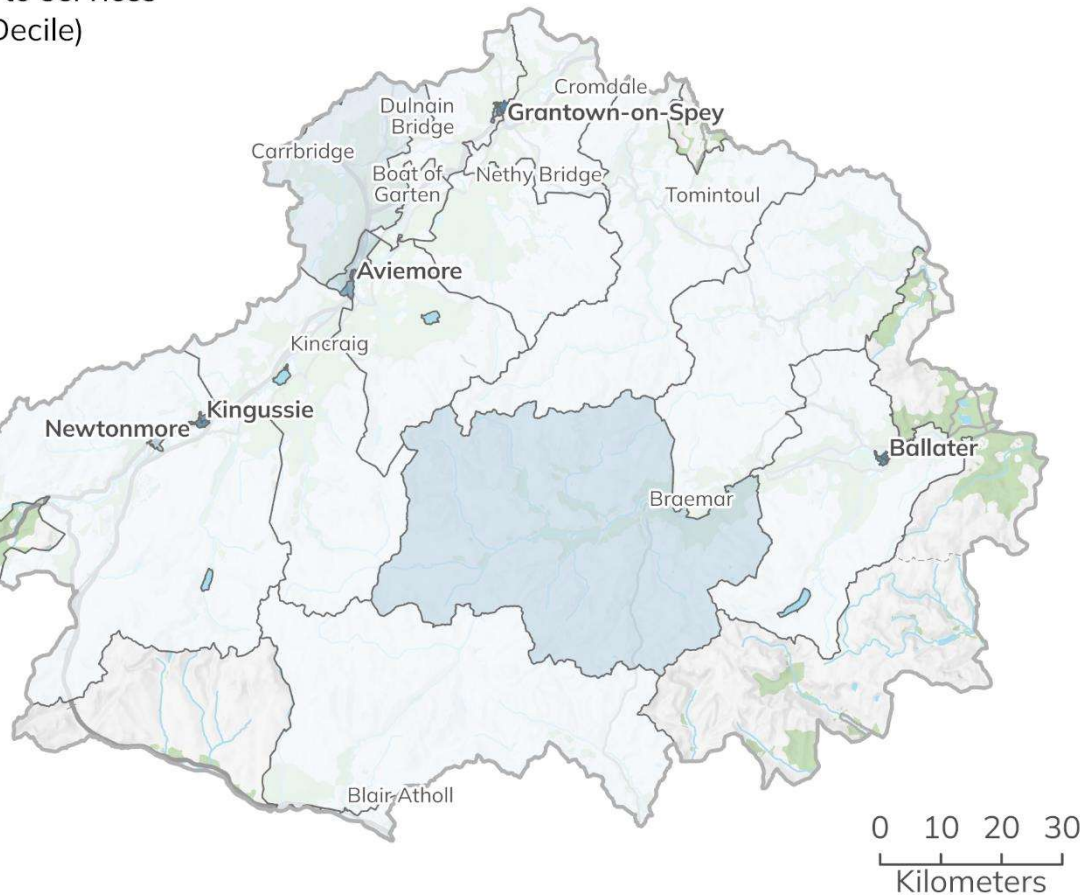 to Services
Decile)
Cromdale
Dulnain
Bridge
Grantown-on-Spey
Carrbridge
Boat of
Garten
Nethy Bridge
Tomintoul
Aviemore
Kincraig
Kingussie
Newtonmore
Ballater
Braemar
Blair Atholl
0 10 20 30
Kilometers